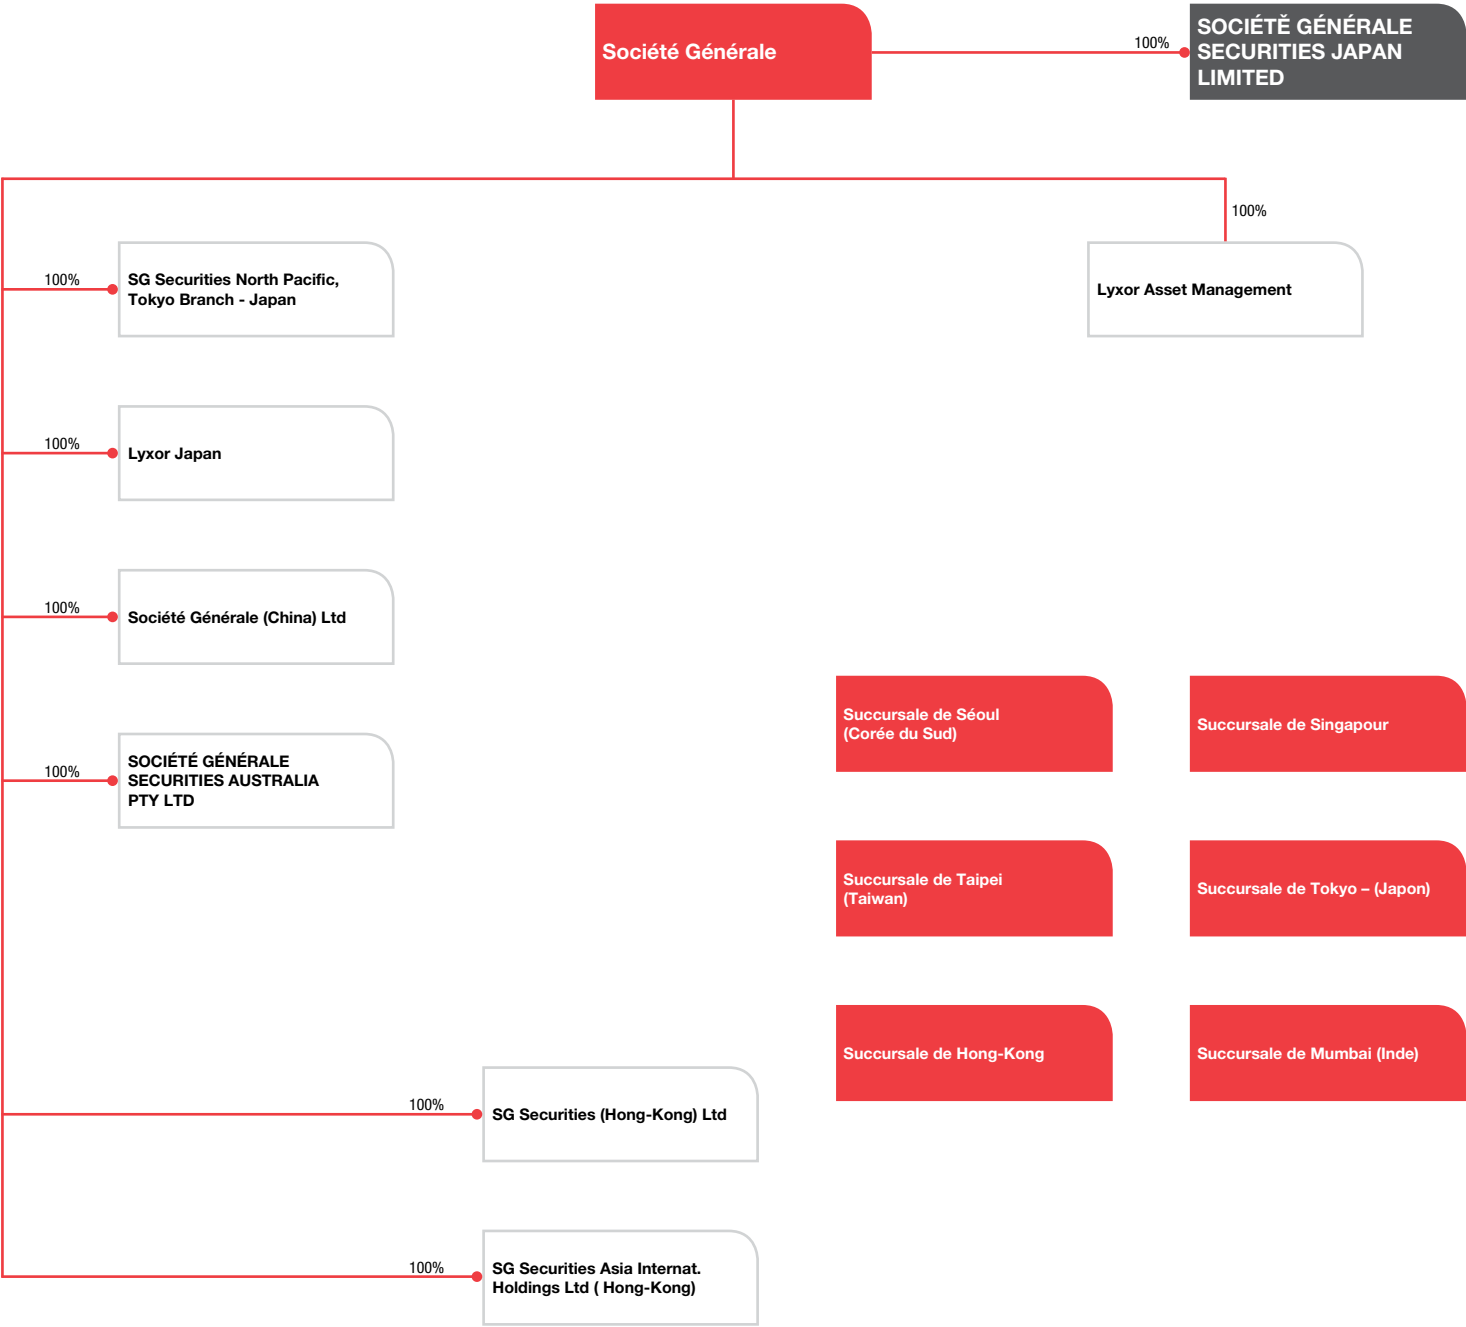 Société Générale
100%
SOCIÉTĚ GÉNÉRALE
SECURITIES JAPAN
LIMITED
100%
100%
SG Securities North Pacific,
Tokyo Branch - Japan
Lyxor Asset Management
100%
Lyxor Japan
100%
Société Générale (China) Ltd
100%
SOCIÉTÉ GÉNÉRALE
SECURITIES AUSTRALIA
PTY LTD
Succursale de Séoul
(Corée du Sud)
Succursale de Singapour
Succursale de Taipei
(Taiwan)
Succursale de Tokyo – (Japon)
Succursale de Hong-Kong
Succursale de Mumbai (Inde)
100%
SG Securities (Hong-Kong) Ltd
100%
SG Securities Asia Internat.
Holdings Ltd ( Hong-Kong)